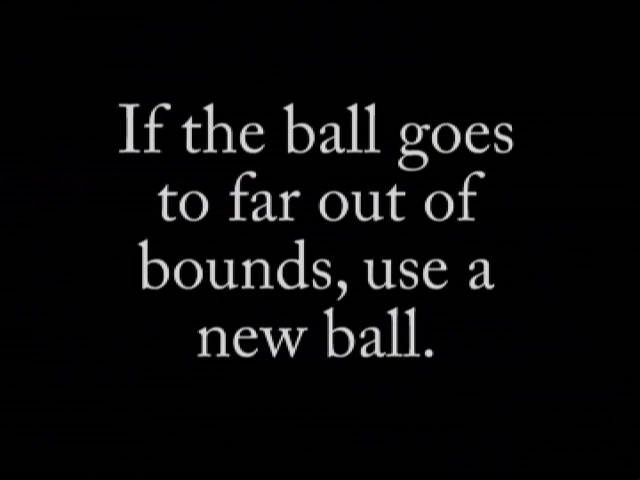 If the ball goes
to far out of
bounds, use a
new ball.